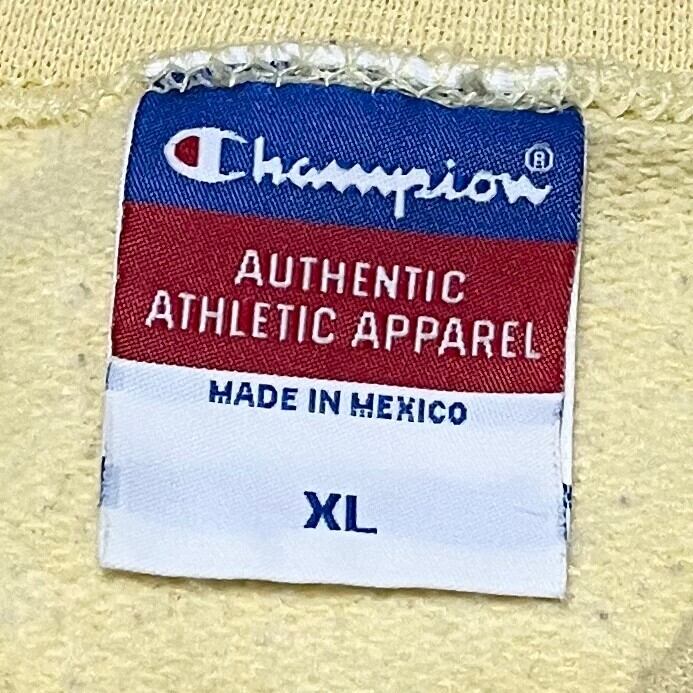 Champion®
AUTHENTIC
ATHLETIC APPAREL
MADE IN MEXICO
XL